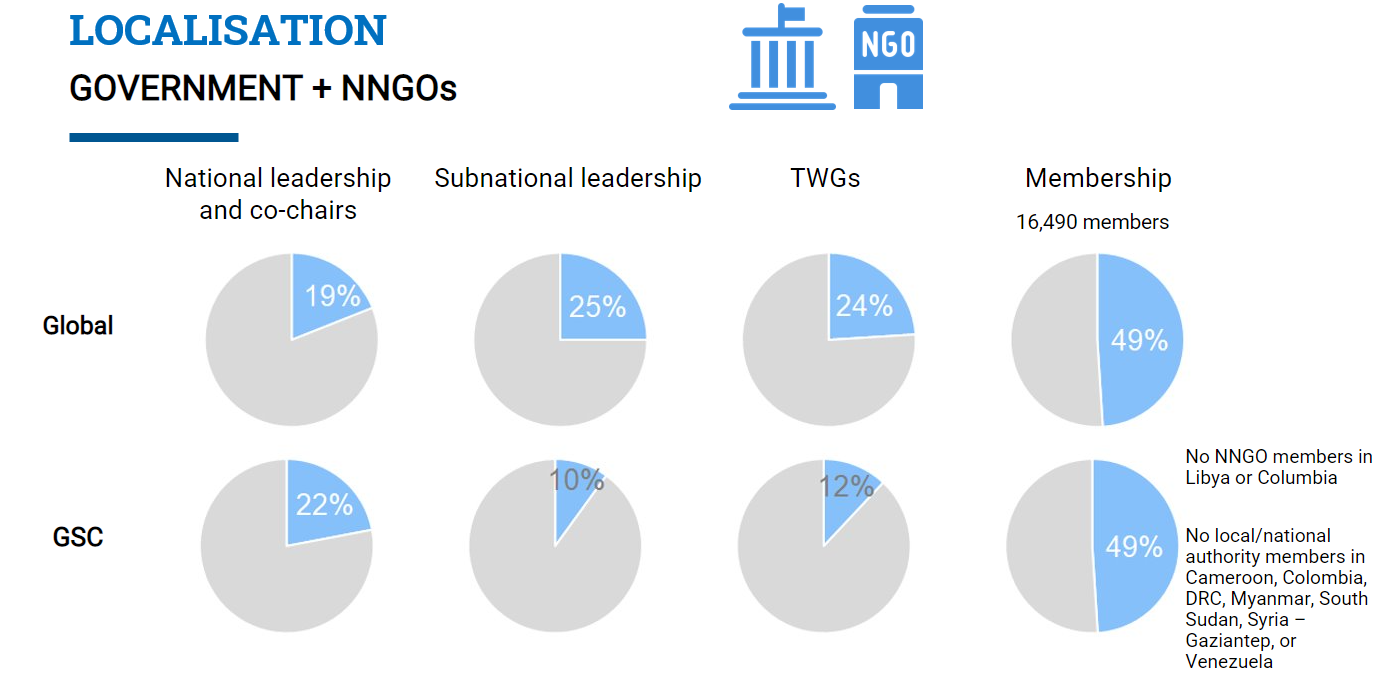 LOCALISATION
GOVERNMENT + NNGOs
NGO
National leadership
and co-chairs
Subnational leadership
TWGs
Membership
16,490 members
Global
19%
25%
24%
49%
GSC
22%
10%
12%
49%
No NNGO members in
Libya or Columbia
No local/national
authority members in
Cameroon, Colombia,
DRC, Myanmar, South
Sudan, Syria –
Gaziantep, or
Venezuela